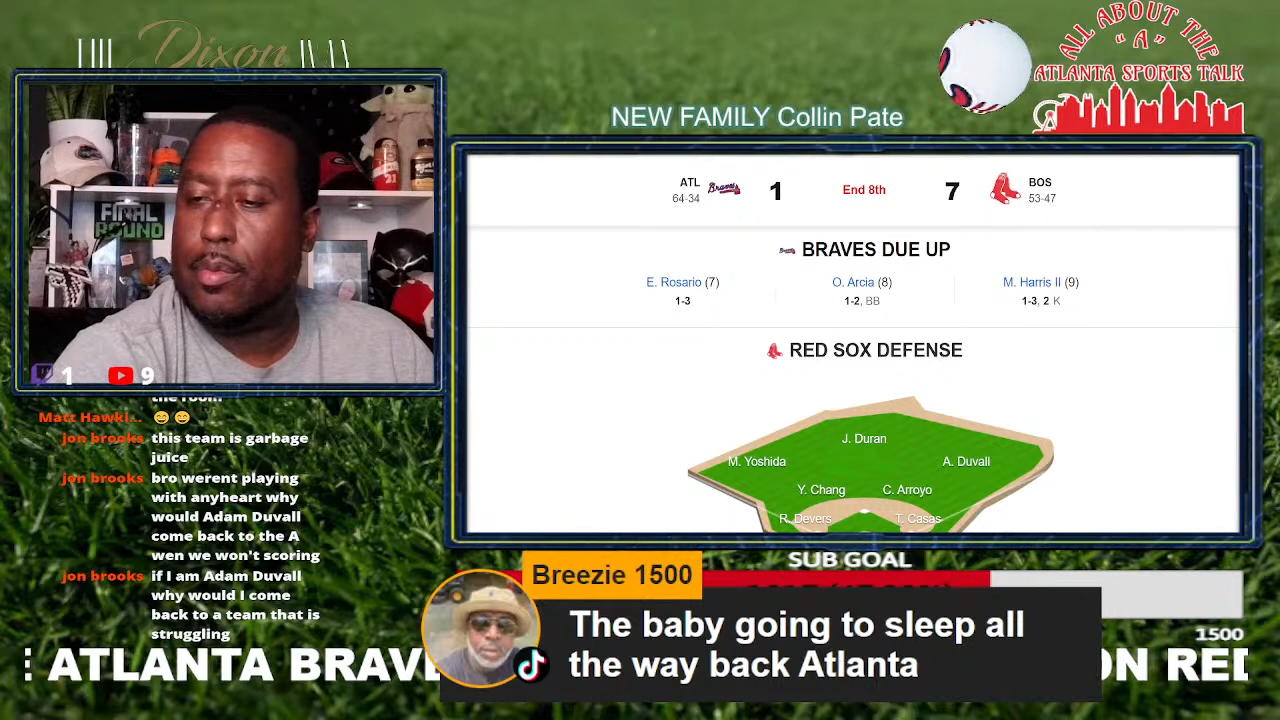 Dixon
ALL ABOUT THE
"A"
ATLANTA SPORTS TALK
NEW FAMILY Collin Pate
FINAL
ROUND
ATL
64-34
Braves
1
End 8th
7
BOS
53-47
BRAVES DUE UP
E. Rosario (7)
1-3
O. Arcia (8)
1-2, BB
M. Harris II (9)
1-3, 2 K
RED SOX DEFENSE
J. Duran
M. Yoshida
A. Duvall
Y. Chang
C. Arroyo
R. Devers
T. Casas
1
9
the
Matt Hawki...
jon brooks this team is garbage
juice
jon brooks bro werent playing
with anyheart why
would Adam Duvall
come back to the A
wen we won't scoring
jon brooks if I am Adam Duvall
why would I come
back to a team that is
struggling
SUB GOAL
1500
Breezie 1500
The baby going to sleep all
the way back Atlanta
ATLANTA BRAV
ON RED